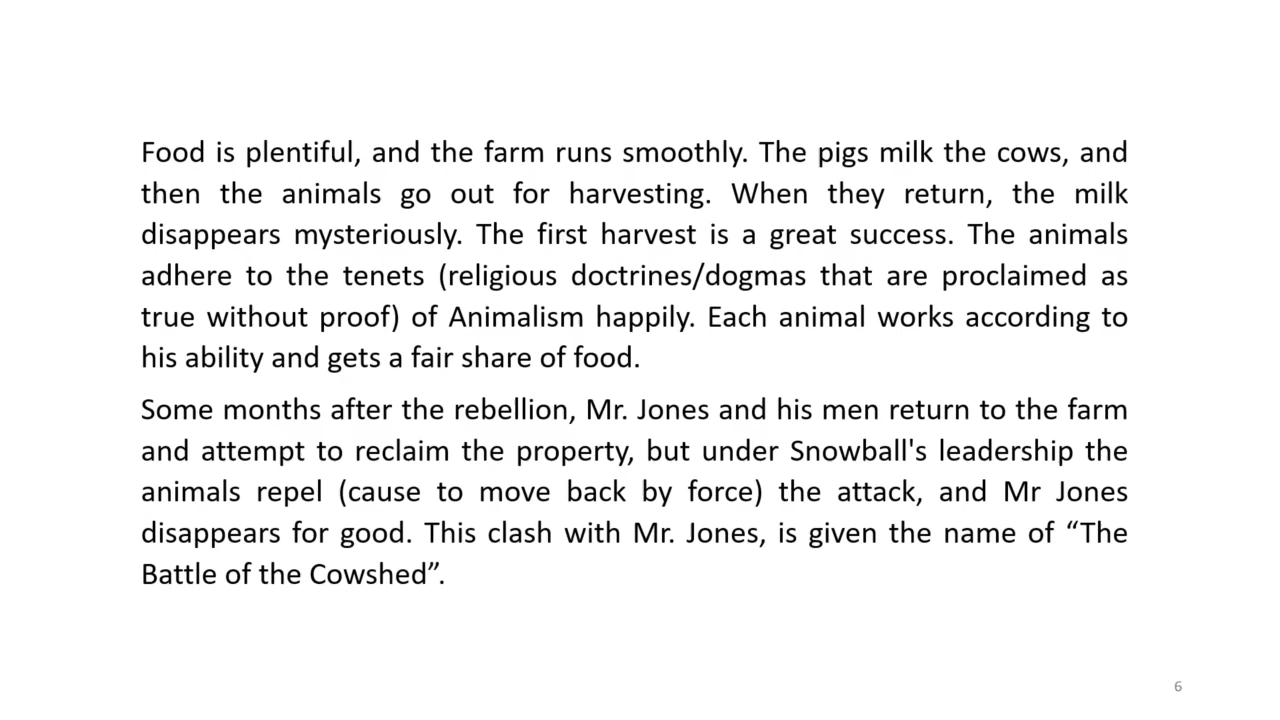 Food is plentiful, and the farm runs smoothly. The pigs milk the cows, and
then the animals go out for harvesting. When they return, the milk
disappears mysteriously. The first harvest is a great success. The animals
adhere to the tenets (religious doctrines/dogmas that are proclaimed as
true without proof) of Animalism happily. Each animal works according to
his ability and gets a fair share of food.
Some months after the rebellion, Mr. Jones and his men return to the farm
and attempt to reclaim the property, but under Snowball's leadership the
animals repel (cause to move back by force) the attack, and Mr Jones
disappears for good. This clash with Mr. Jones, is given the name of “The
Battle of the Cowshed”.
6